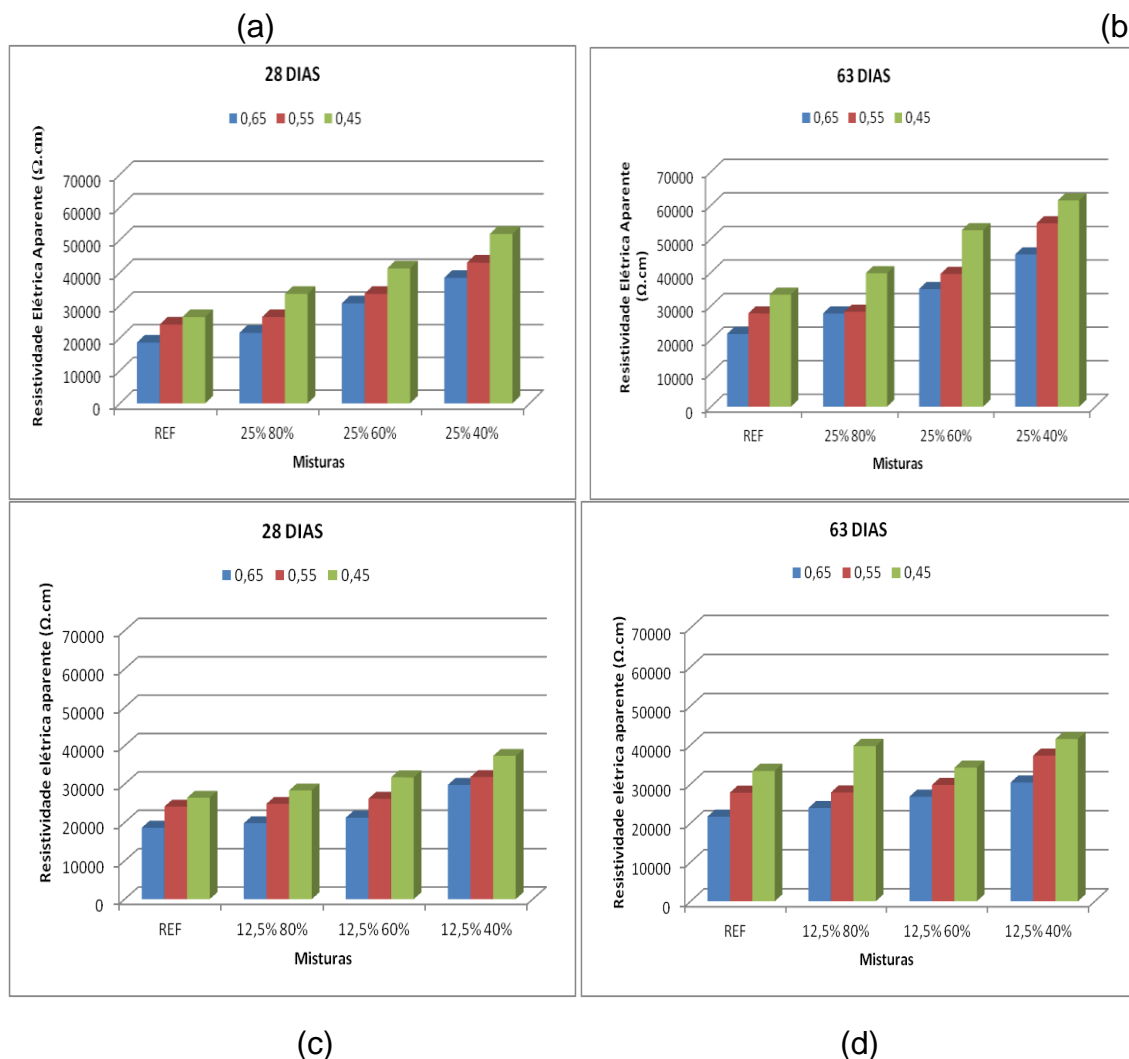 (a)
(b
28 DIAS
0,65 0,55 0,45
Resistividade Elétrica Aparente (Ω.cm)
70000
60000
50000
40000
30000
20000
10000
0
REF 25% 80% 25% 60% 25% 40%
Misturas
63 DIAS
0,65 0,55 0,45
Resistividade Elétrica Aparente
(Ω.cm)
70000
60000
50000
40000
30000
20000
10000
0
REF 25% 80% 25% 60% 25% 40%
Misturas
28 DIAS
0,65 0,55 0,45
Resistividade elétrica aparente (Ω.cm)
70000
60000
50000
40000
30000
20000
10000
0
REF 12,5% 80% 12,5% 60% 12,5% 40%
Misturas
63 DIAS
0,65 0,55 0,45
Resistividade elétrica aparente (Ω.cm)
70000
60000
50000
40000
30000
20000
10000
0
REF 12,5% 80% 12,5% 60% 12,5% 40%
Misturas
(c)
(d)